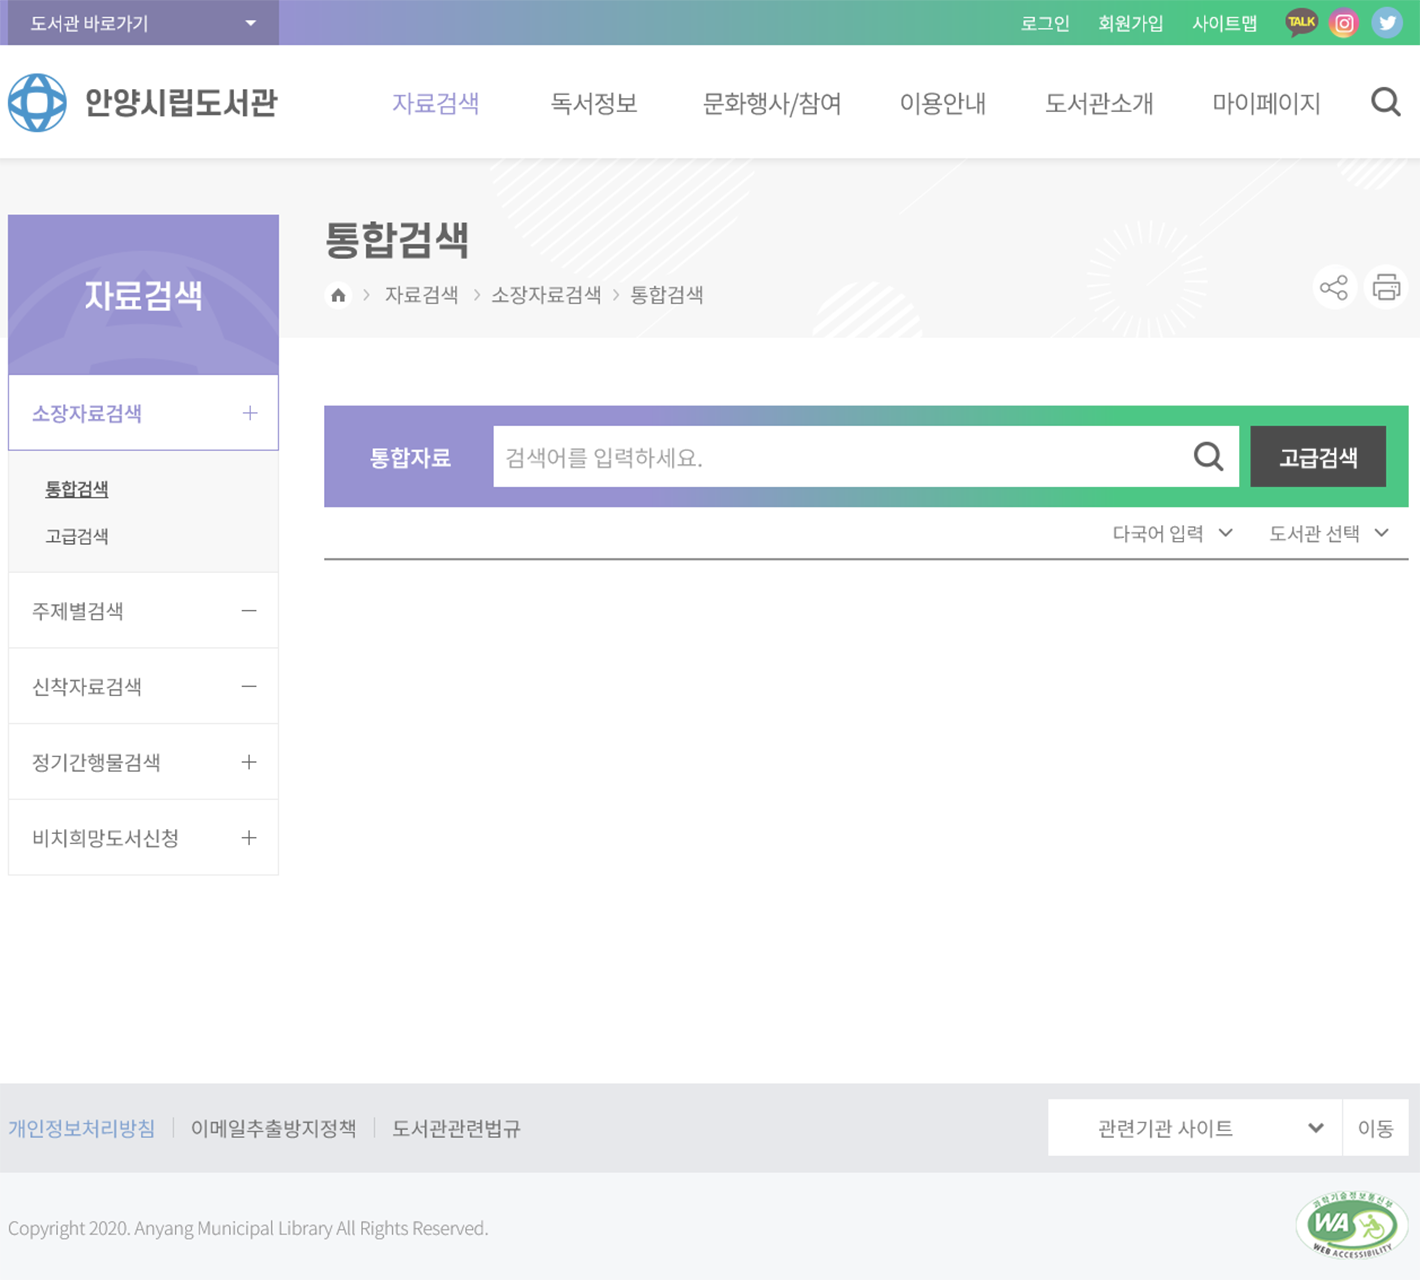 도서관 바로가기
로그인 회원가입 사이트맵 TALK
안양시립도서관
자료검색 독서정보 문화행사/참여 이용안내 도서관소개 마이페이지
자료검색
통합검색
자료검색 소장자료검색 통합검색
소장자료검색
통합검색
고급검색
주제별검색
신착자료검색
정기간행물검색
비치희망도서신청
통합자료 검색어를 입력하세요. 고급검색
다국어 입력 도서관 선택
개인정보처리방침 이메일추출방지정책 도서관관련법규
관련기관 사이트 이동
Copyright 2020. Anyang Municipal Library All Rights Reserved.
과학기술정보통신부
WA
WEB ACCESSIBILITY